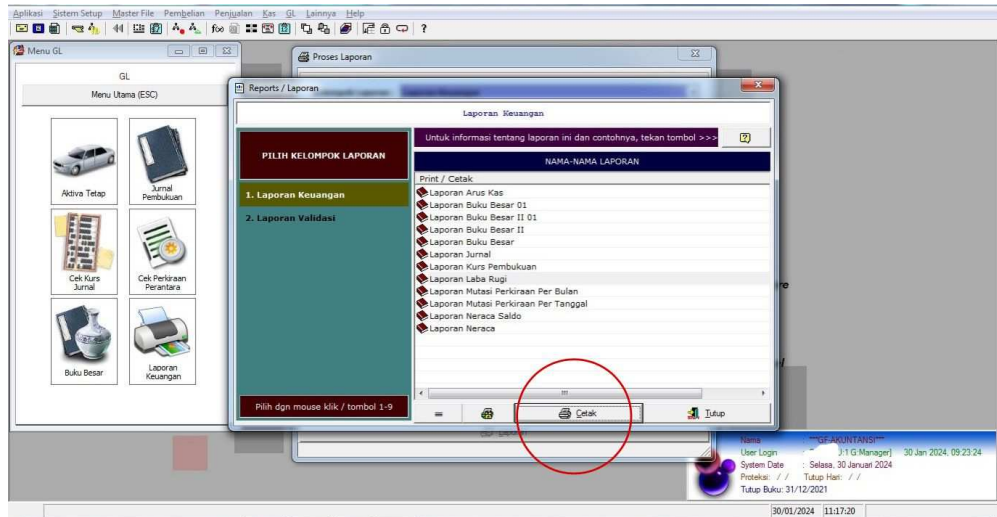 Aplikasi Sistem Setup Master File Pembelian Penjualan Kas GL Lainnya Help
Menu GL
GL
Menu Utama (ESC)
Aktiva Tetap
Jurnal
Pembukuan
Cek Kurs
Jurnal
Cek Perkiraan
Perantara
Buku Besar
Laporan
Keuangan
Proses Laporan
Reports / Laporan
Laporan Keuangan
PILIH KELOMPOK LAPORAN
1. Laporan Keuangan
2. Laporan Validasi
Pilih dgn mouse klik / tombol 1-9
Untuk informasi tentang laporan ini dan contohnya, tekan tombol >>>
NAMA-NAMA LAPORAN
Print / Cetak
Laporan Arus Kas
Laporan Buku Besar 01
Laporan Buku Besar II 01
Laporan Buku Besar II
Laporan Buku Besar
Laporan Jurnal
Laporan Kurs Pembukuan
Laporan Laba Rugi
Laporan Mutasi Perkiraan Per Bulan
Laporan Mutasi Perkiraan Per Tanggal
Laporan Neraca Saldo
Laporan Neraca
= Cetak Tutup
Nama : ***GF-AKUNTANSI***
User Login J:1 G:Manager] 30 Jan 2024, 09:23:24
System Date : Selasa, 30 Januari 2024
Proteksi: / / Tutup Hari: / /
Tutup Buku: 31/12/2021
30/01/2024 11:17:20